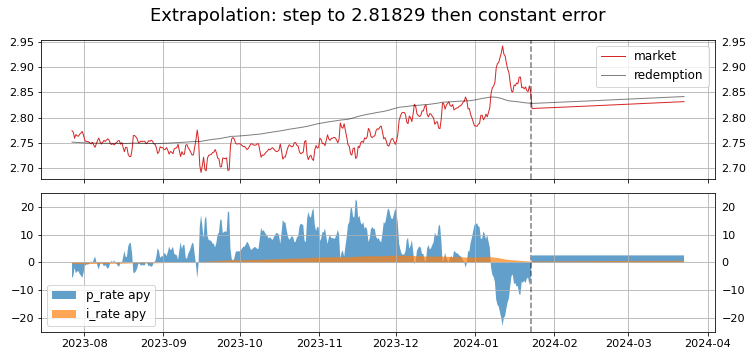 Extrapolation: step to 2.81829 then constant error
2.95 2.95
2.90 2.90
2.85 2.85
2.80 2.80
2.75 2.75
2.70 2.70
market
redemption
20 20
10 10
0 0
−10 −10
−20 −20
p_rate apy
i_rate apy
2023-08 2023-09 2023-10 2023-11 2023-12 2024-01 2024-02 2024-03 2024-04